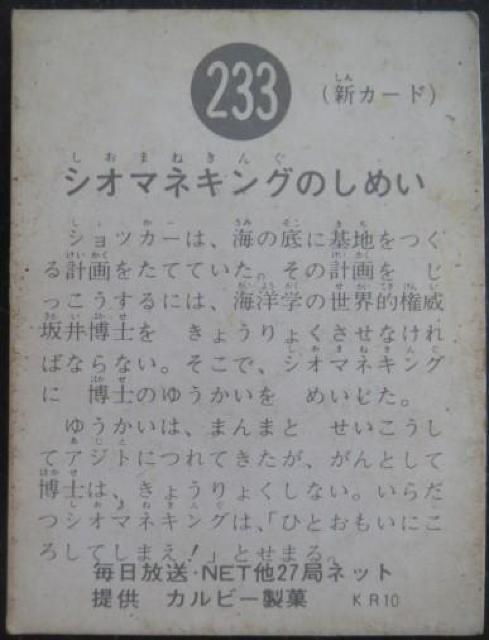 233
(新カード)
シオマネキングのしめい
ショッカーは、海の底に基地をつく
る計画をたてていた。その計画を じ
っこうするには、海洋学の世界的権威
坂井博士を きょうりょくさせなけれ
ばならない。そこで、シオマネキング
に 博士のゆうかいを めいじた。
ゆうかいは、まんまと せいこうし
てアジトにつれてきたが、がんとして
博士は、きょうりょくしない。いらだ
つシオマネキングは、「ひとおもいにこ
ろしてしまえ!」とせまる。
毎日放送・NET他27局ネット
提供 カルビー製菓 KR10